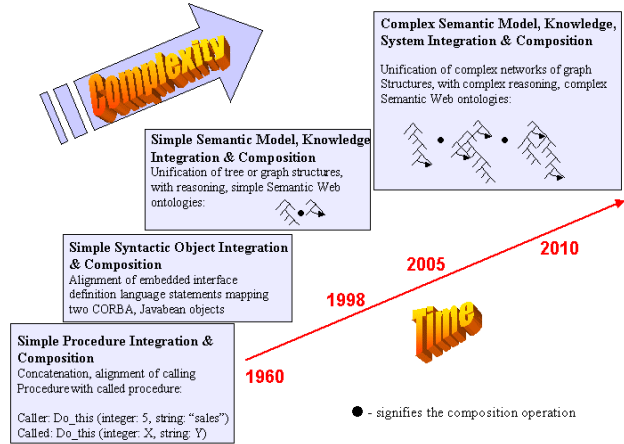 Complexity
Complex Semantic Model, Knowledge,
System Integration & Composition
Unification of complex networks of graph
Structures, with complex reasoning, complex
Semantic Web ontologies:
Simple Semantic Model, Knowledge
Integration & Composition
Unification of tree or graph structures,
with reasoning, simple Semantic Web
ontologies:
Simple Syntactic Object Integration
& Composition
Alignment of embedded interface
definition language statements mapping
two CORBA, Javabean objects
Simple Procedure Integration &
Composition
Concatenation, alignment of calling
Procedure with called procedure:
Caller: Do_this (integer: 5, string: “sales”)
Called: Do_this (integer: X, string: Y)
1960
1998
2005
2010
Time
- signifies the composition operation